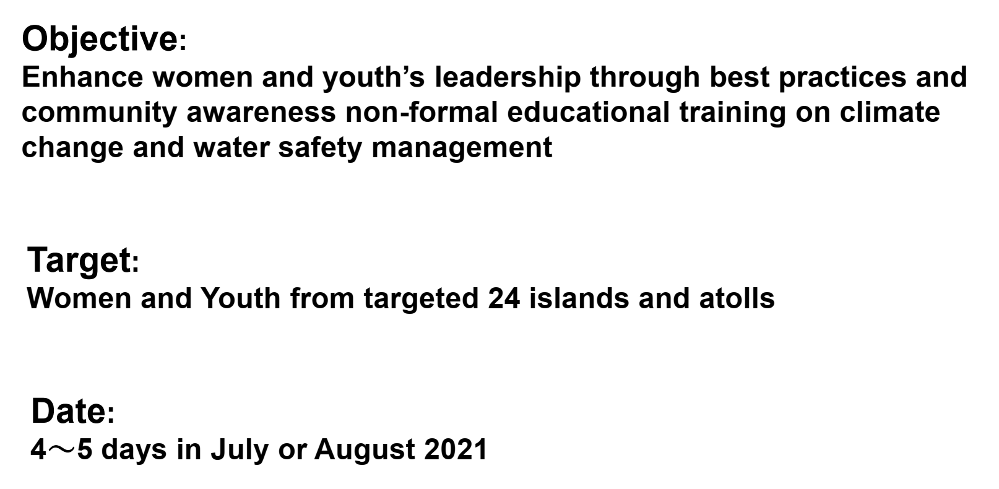 Objective:
Enhance women and youth’s leadership through best practices and
community awareness non-formal educational training on climate
change and water safety management
Target:
Women and Youth from targeted 24 islands and atolls
Date:
4～5 days in July or August 2021